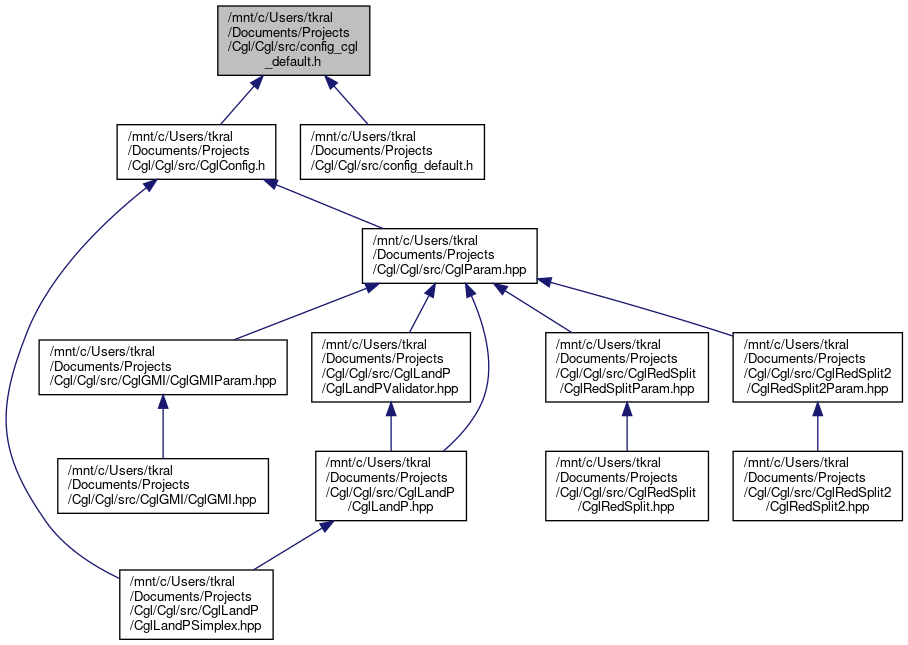 /mnt/c/Users/tkral
/Documents/Projects
/Cgl/Cgl/src/config_cgl
_default.h
/mnt/c/Users/tkral
/Documents/Projects
/Cgl/Cgl/src/CglConfig.h
/mnt/c/Users/tkral
/Documents/Projects
/Cgl/Cgl/src/config_default.h
/mnt/c/Users/tkral
/Documents/Projects
/Cgl/Cgl/src/CglParam.hpp
/mnt/c/Users/tkral
/Documents/Projects
/Cgl/Cgl/src/CglGMI/CglGMIParam.hpp
/mnt/c/Users/tkral
/Documents/Projects
/Cgl/Cgl/src/CglLandP
/CglLandPValidator.hpp
/mnt/c/Users/tkral
/Documents/Projects
/Cgl/Cgl/src/CglRedSplit
/CglRedSplitParam.hpp
/mnt/c/Users/tkral
/Documents/Projects
/Cgl/Cgl/src/CglRedSplit2
/CglRedSplit2Param.hpp
/mnt/c/Users/tkral
/Documents/Projects
/Cgl/Cgl/src/CglGMI/CglGMI.hpp
/mnt/c/Users/tkral
/Documents/Projects
/Cgl/Cgl/src/CglLandP
/CglLandP.hpp
/mnt/c/Users/tkral
/Documents/Projects
/Cgl/Cgl/src/CglRedSplit
/CglRedSplit.hpp
/mnt/c/Users/tkral
/Documents/Projects
/Cgl/Cgl/src/CglRedSplit2
/CglRedSplit2.hpp
/mnt/c/Users/tkral
/Documents/Projects
/Cgl/Cgl/src/CglLandP
/CglLandPSimplex.hpp